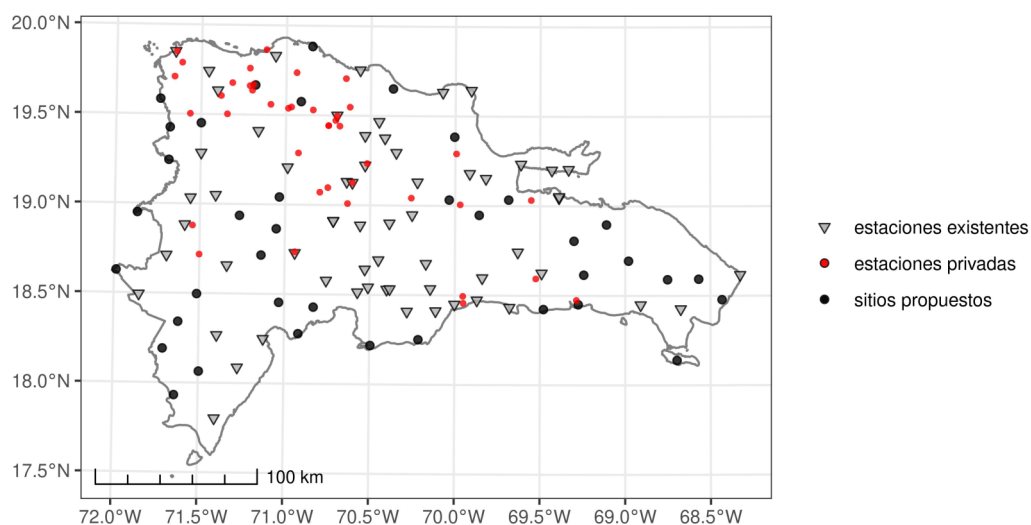 20.0°N
19.5°N
19.0°N
18.5°N
18.0°N
17.5°N
100 km
72.0°W 71.5°W 71.0°W 70.5°W 70.0°W 69.5°W 69.0°W 68.5°W
estaciones existentes
estaciones privadas
sitios propuestos